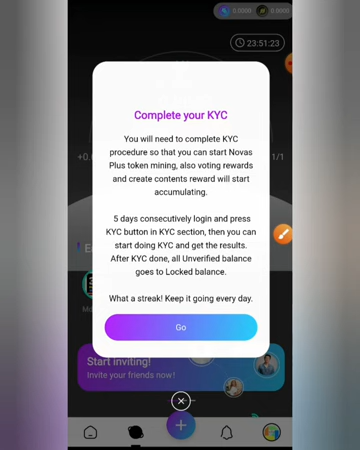 0.0000 0.0000
23:51:23
Complete your KYC
You will need to complete KYC
procedure so that you can start Novas
Plus token mining, also voting rewards
and create contents reward will start
accumulating.
5 days consecutively login and press
KYC button in KYC section, then you can
start doing KYC and get the results.
After KYC done, all Unverified balance
goes to Locked balance.
What a streak! Keep it going every day.
Go
Start inviting!
Invite your friends now!